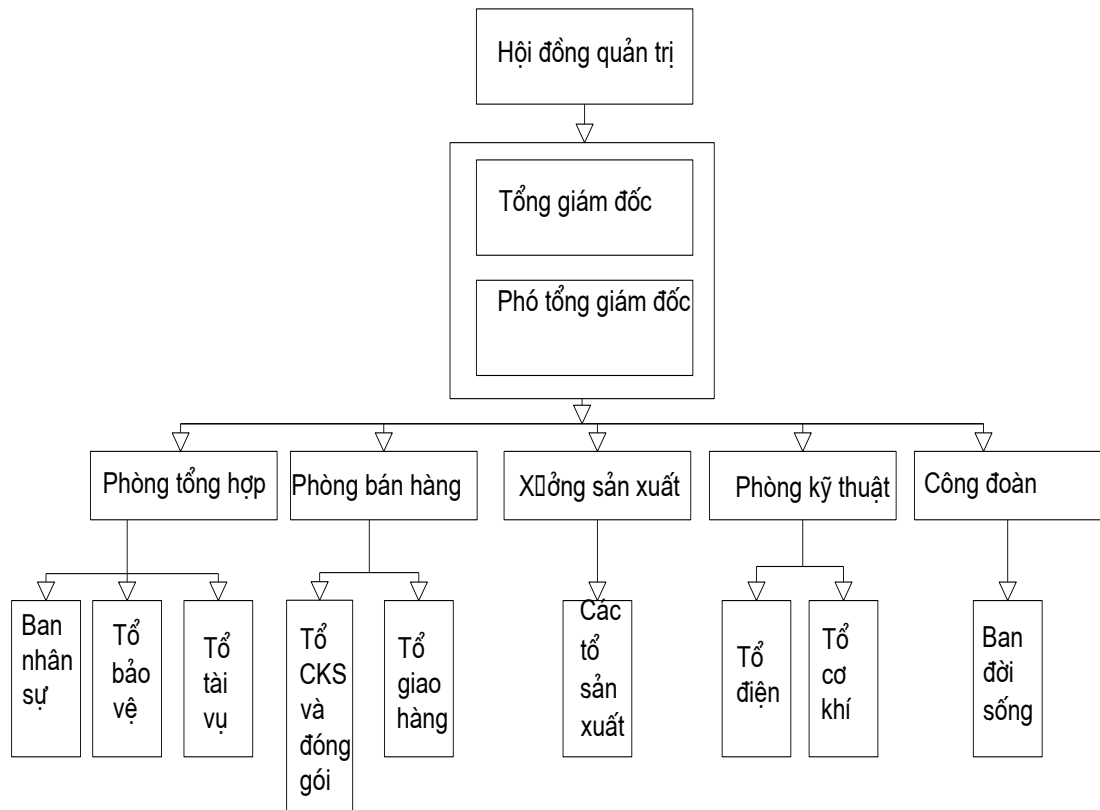 Hội đồng quản trị
Tổng giám đốc
Phó tổng giám đốc
Phòng tổng hợp
Phòng bán hàng
X□ởng sản xuất
Phòng kỹ thuật
Công đoàn
Ban
nhân
sự
Tổ
bảo
vệ
Tổ
tài
vụ
Tổ
CKS
và
đóng
gói
Tổ
giao
hàng
Các
tổ
sản
xuất
Tổ
điện
Tổ
cơ
khí
Ban
đời
sống